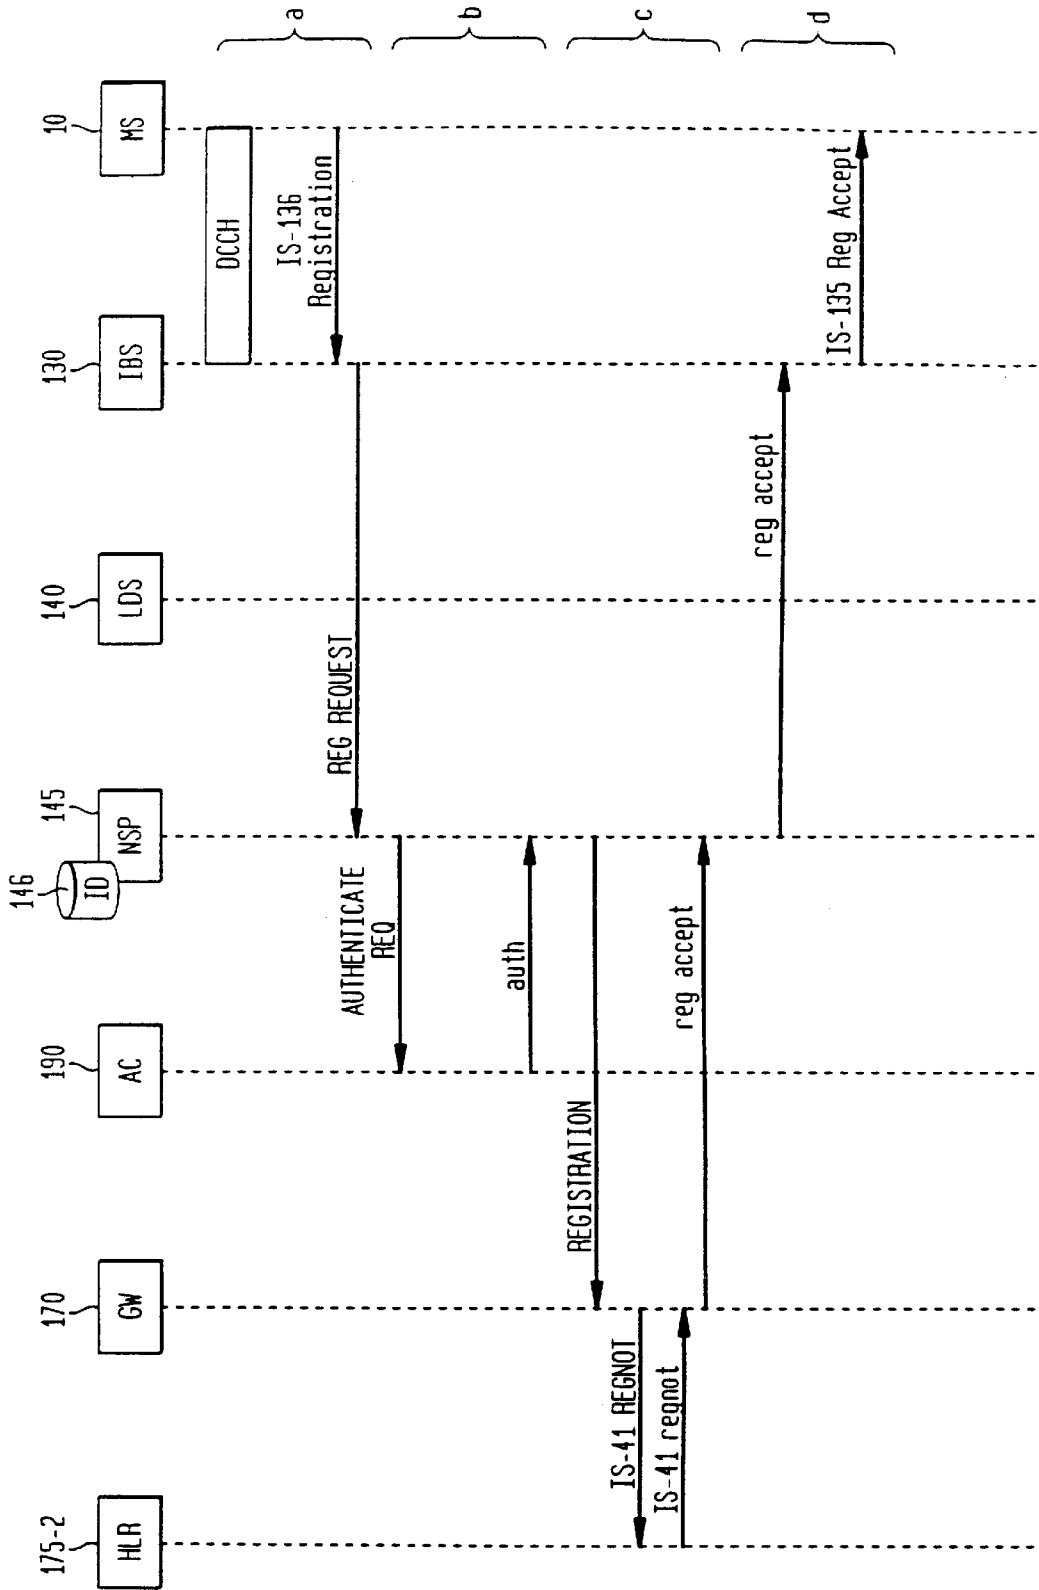 175-2
HLR
170
GW
190
AC
146
ID
145
NSP
140
LDS
130
IBS
10
MS
DCCH
IS-136
Registration
a
REG REQUEST
AUTHENTICATE
REQ
auth
b
REGISTRATION
IS-41 REGNOT
IS-41 regnot
reg accept
c
reg accept
IS-135 Reg Accept
d